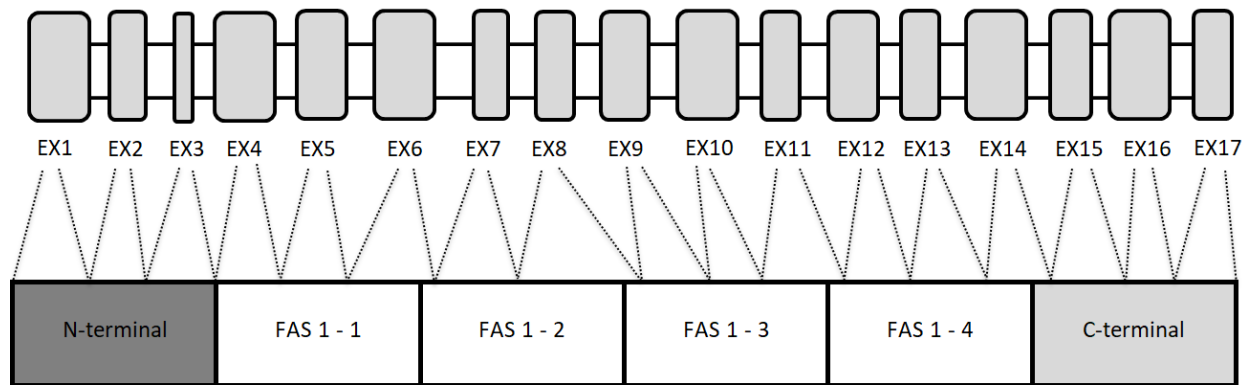 EX1 EX2 EX3 EX4 EX5 EX6 EX7 EX8 EX9 EX10 EX11 EX12 EX13 EX14 EX15 EX16 EX17
N-terminal FAS 1 - 1 FAS 1 - 2 FAS 1 - 3 FAS 1 - 4 C-terminal